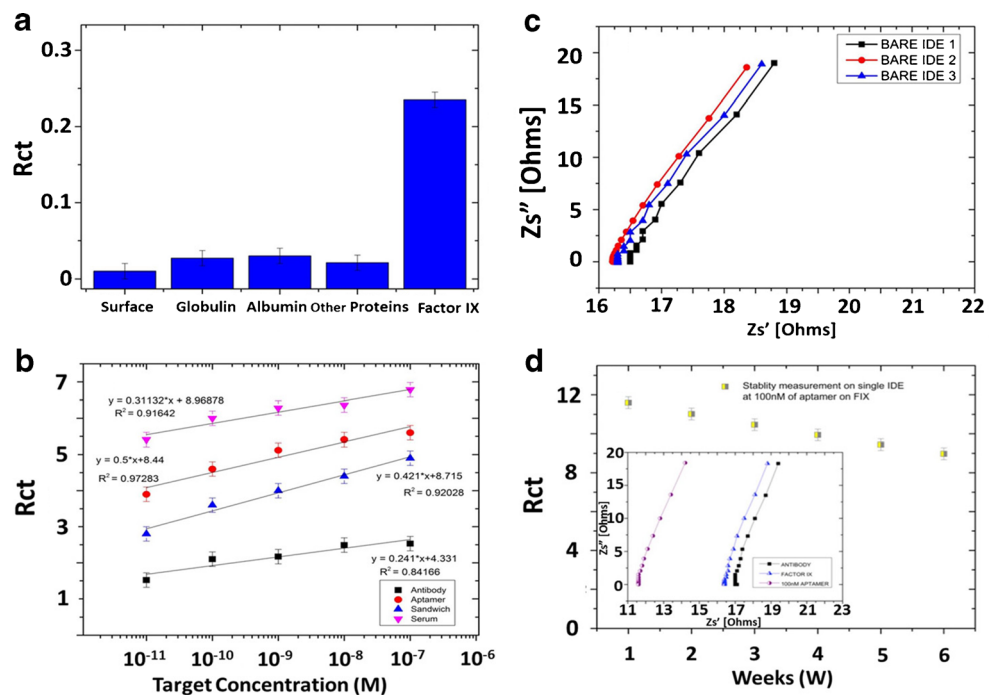 a
0.3
0.2
0.1
0
Rct
Surface Globulin Albumin Other Proteins Factor IX
c
20
15
10
5
0
Zs” [Ohms]
BARE IDE 1
BARE IDE 2
BARE IDE 3
16 17 18 19 20 21 22
Zs’ [Ohms]
b
7
5
3
1
Rct
y = 0.31132*x + 8.96878
R² = 0.91642
y = 0.5*x+8.44
R² = 0.97283
y = 0.421*x+8.715
R² = 0.92028
y = 0.241*x+4.331
R² = 0.84166
Antibody
Aptamer
Sandwich
Serum
10⁻¹¹ 10⁻¹⁰ 10⁻⁹ 10⁻⁸ 10⁻⁷ 10⁻⁶
Target Concentration (M)
d
12
8
4
0
Rct
Stablity measurement on single IDE
at 100nM of aptamer on FIX
20
15
10
5
0
Zs” [Ohms]
ANTIBODY
FACTOR IX
100nM APTAMER
11 13 15 17 19 21 23
Zs’ [Ohms]
1 2 3 4 5 6
Weeks (W)